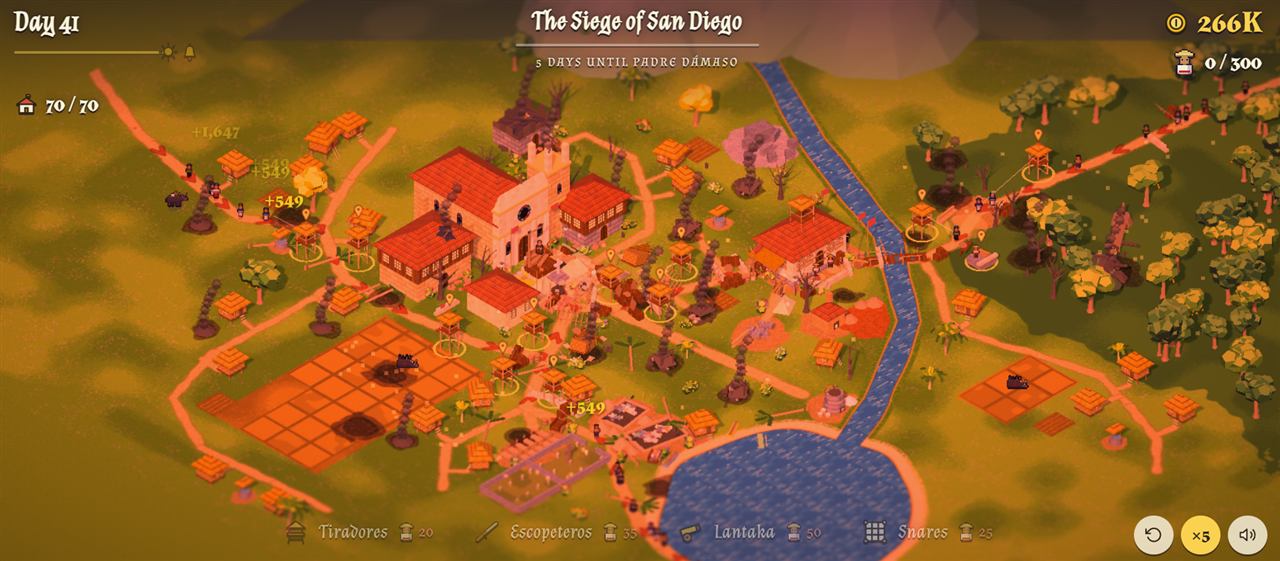 Day 41
The Siege of San Diego
266K
5 DAYS UNTIL PADRE DÁMASO
0 / 300
70 / 70
+1,647
+549
+549
+549
+549
Tiradores 20
Escopeteros 35
Lantaka 50
Snares 25
×5